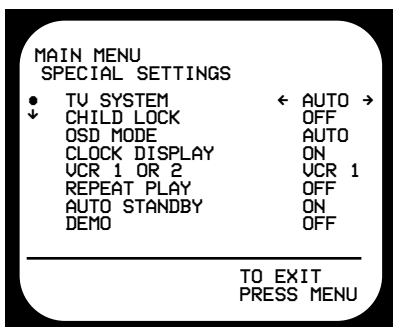 MAIN MENU
SPECIAL SETTINGS
● TV SYSTEM ← AUTO →
↓ CHILD LOCK OFF
OSD MODE AUTO
CLOCK DISPLAY ON
VCR 1 OR 2 VCR 1
REPEAT PLAY OFF
AUTO STANDBY ON
DEMO OFF
TO EXIT
PRESS MENU